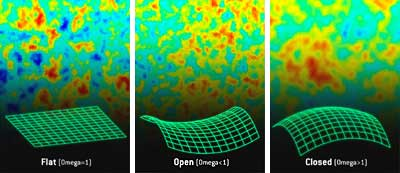 Flat (Omega=1)
Open (Omega<1)
Closed (Omega>1)